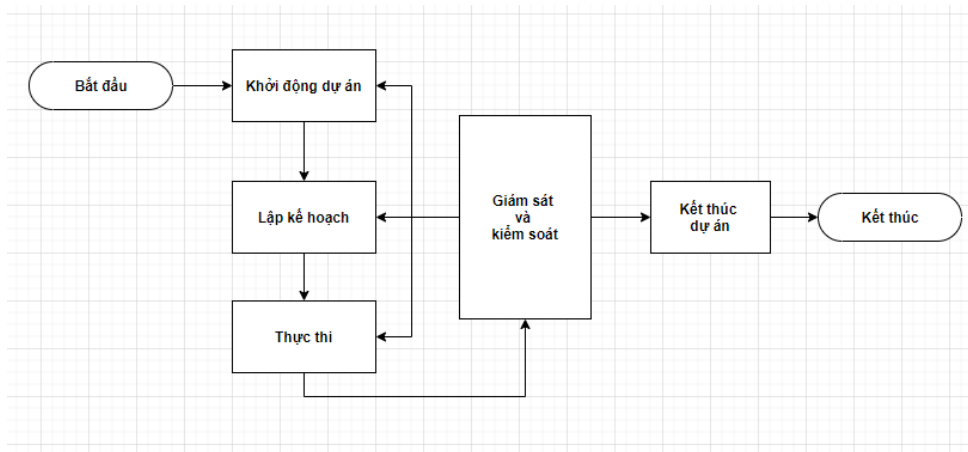 Bắt đầu
Khởi động dự án
Lập kế hoạch
Thực thi
Giám sát
và
kiểm soát
Kết thúc
dự án
Kết thúc